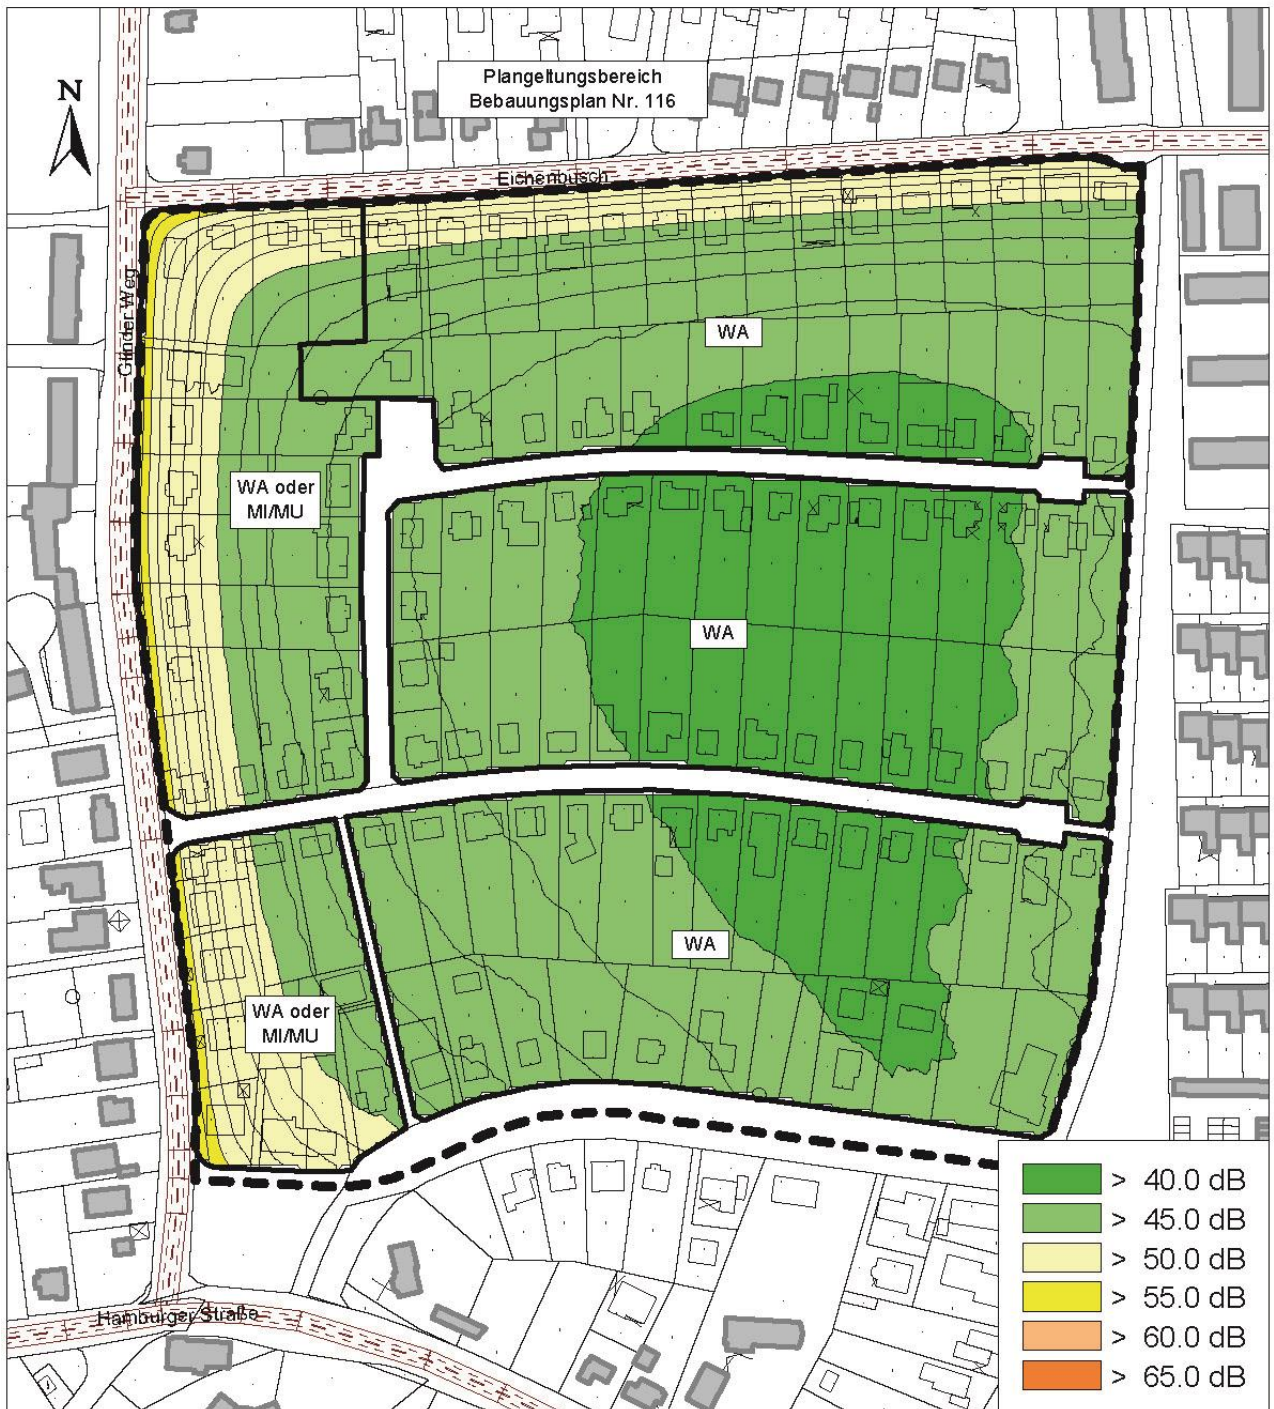 Plangeltungsbereich
Bebauungsplan Nr. 116
N
Eichenbusch
Glinder Weg
WA
WA oder
MI/MU
WA
WA
WA oder
MI/MU
Hamburger Straße
> 40.0 dB
> 45.0 dB
> 50.0 dB
> 55.0 dB
> 60.0 dB
> 65.0 dB